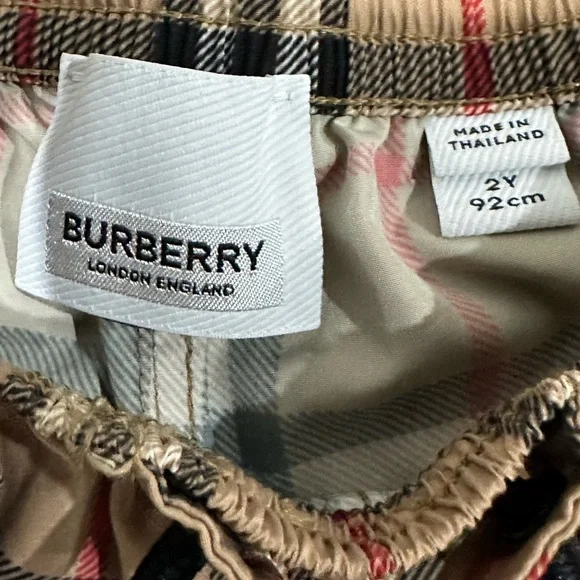 BURBERRY
LONDON ENGLAND
MADE IN
THAILAND
2Y
92cm